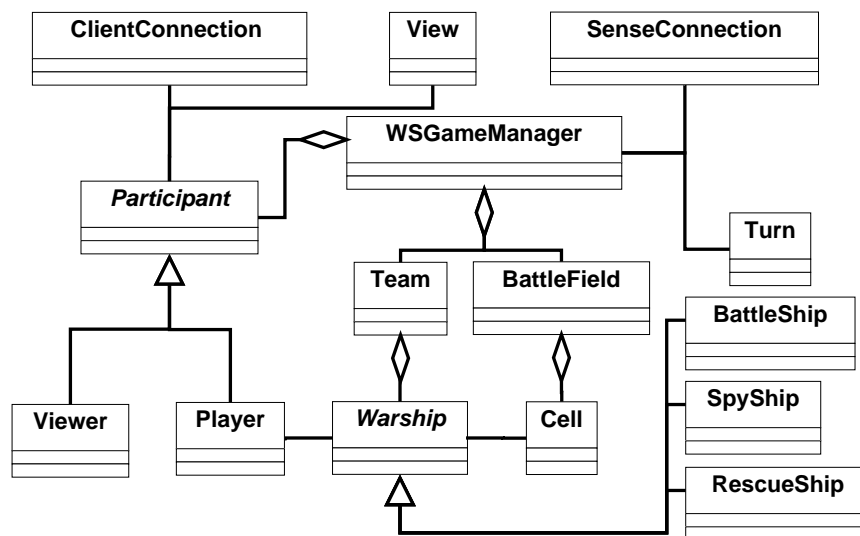 ClientConnection
View
SenseConnection
WSGameManager
Participant
Turn
Team
BattleField
BattleShip
Viewer
Player
Warship
Cell
SpyShip
RescueShip